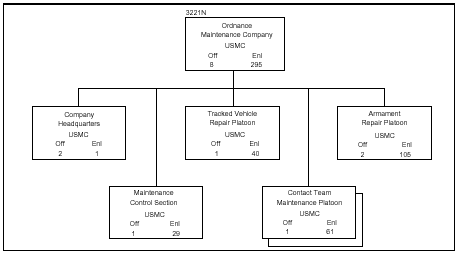 3221N
Ordnance
Maintenance Company
USMC
Off Enl
8 295
Company
Headquarters
USMC
Off Enl
2 1
Tracked Vehicle
Repair Platoon
USMC
Off Enl
1 40
Armament
Repair Platoon
USMC
Off Enl
2 105
Maintenance
Control Section
USMC
Off Enl
1 29
Contact Team
Maintenance Platoon
USMC
Off Enl
1 61